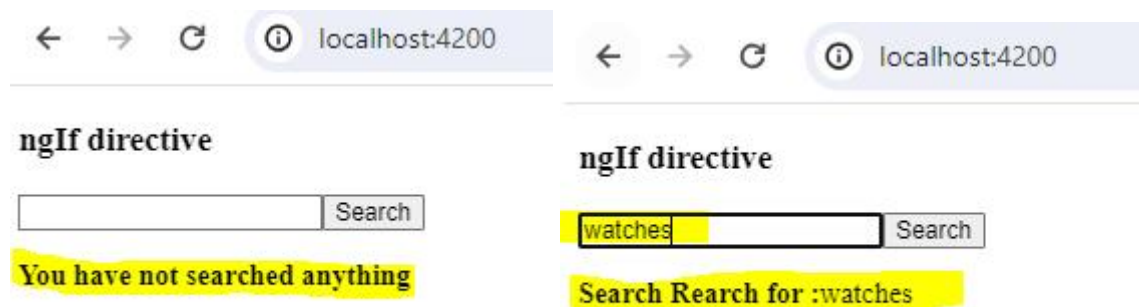 localhost:4200
ngIf directive
Search
You have not searched anything
localhost:4200
ngIf directive
watches
Search
Search Rearch for :watches